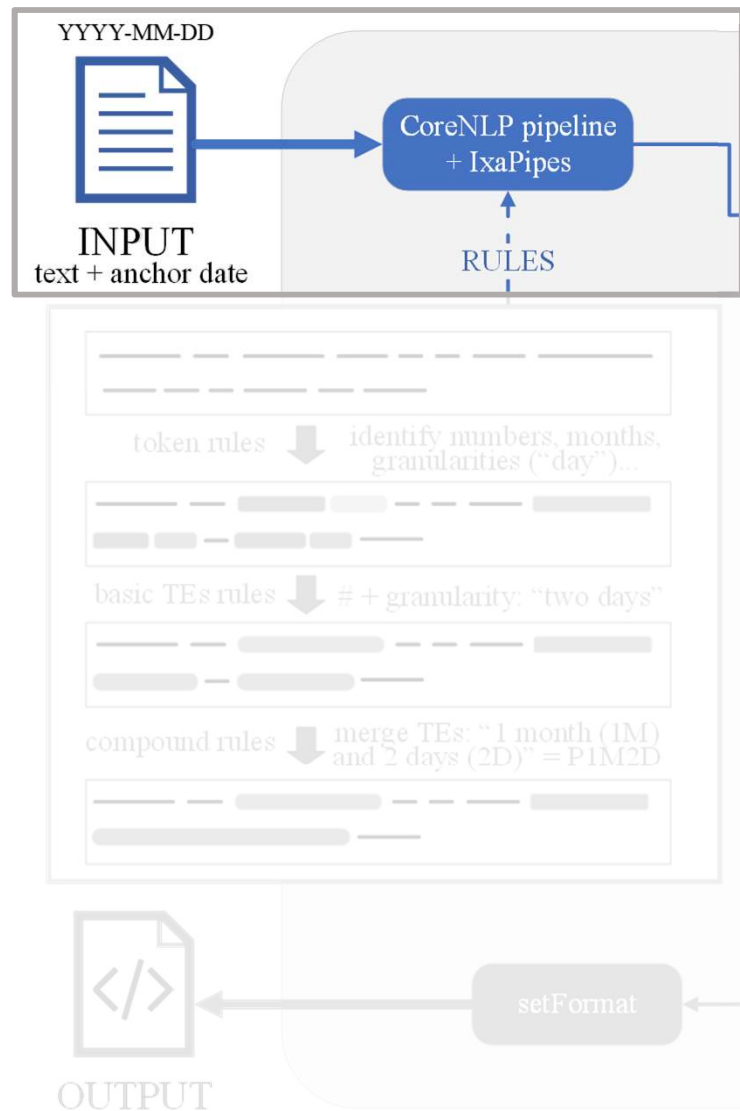 YYYY-MM-DD
CoreNLP pipeline
+ IxaPipes
INPUT
text + anchor date
RULES
token rules
identify numbers, months,
granularities (“day”)...
basic TEs rules
# + granularity: “two days”
compound rules
merge TEs: “1 month (1M)
and 2 days (2D)” = P1M2D
</>
setFormat
OUTPUT